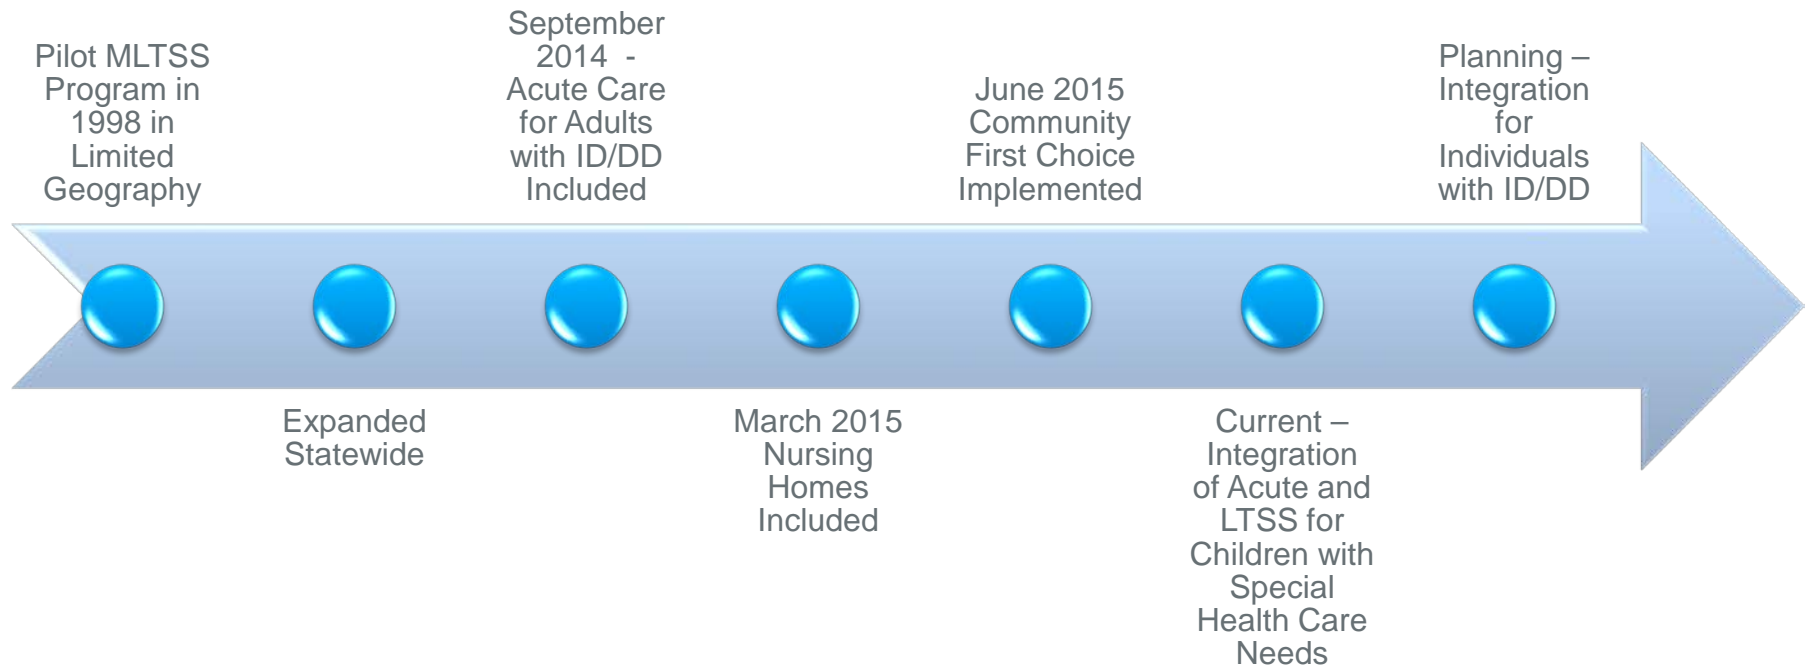 Pilot MLTSS
Program in
1998 in
Limited
Geography
Expanded
Statewide
September
2014 -
Acute Care
for Adults
with ID/DD
Included
March 2015
Nursing
Homes
Included
June 2015
Community
First Choice
Implemented
Current –
Integration
of Acute and
LTSS for
Children with
Special
Health Care
Needs
Planning –
Integration
for
Individuals
with ID/DD